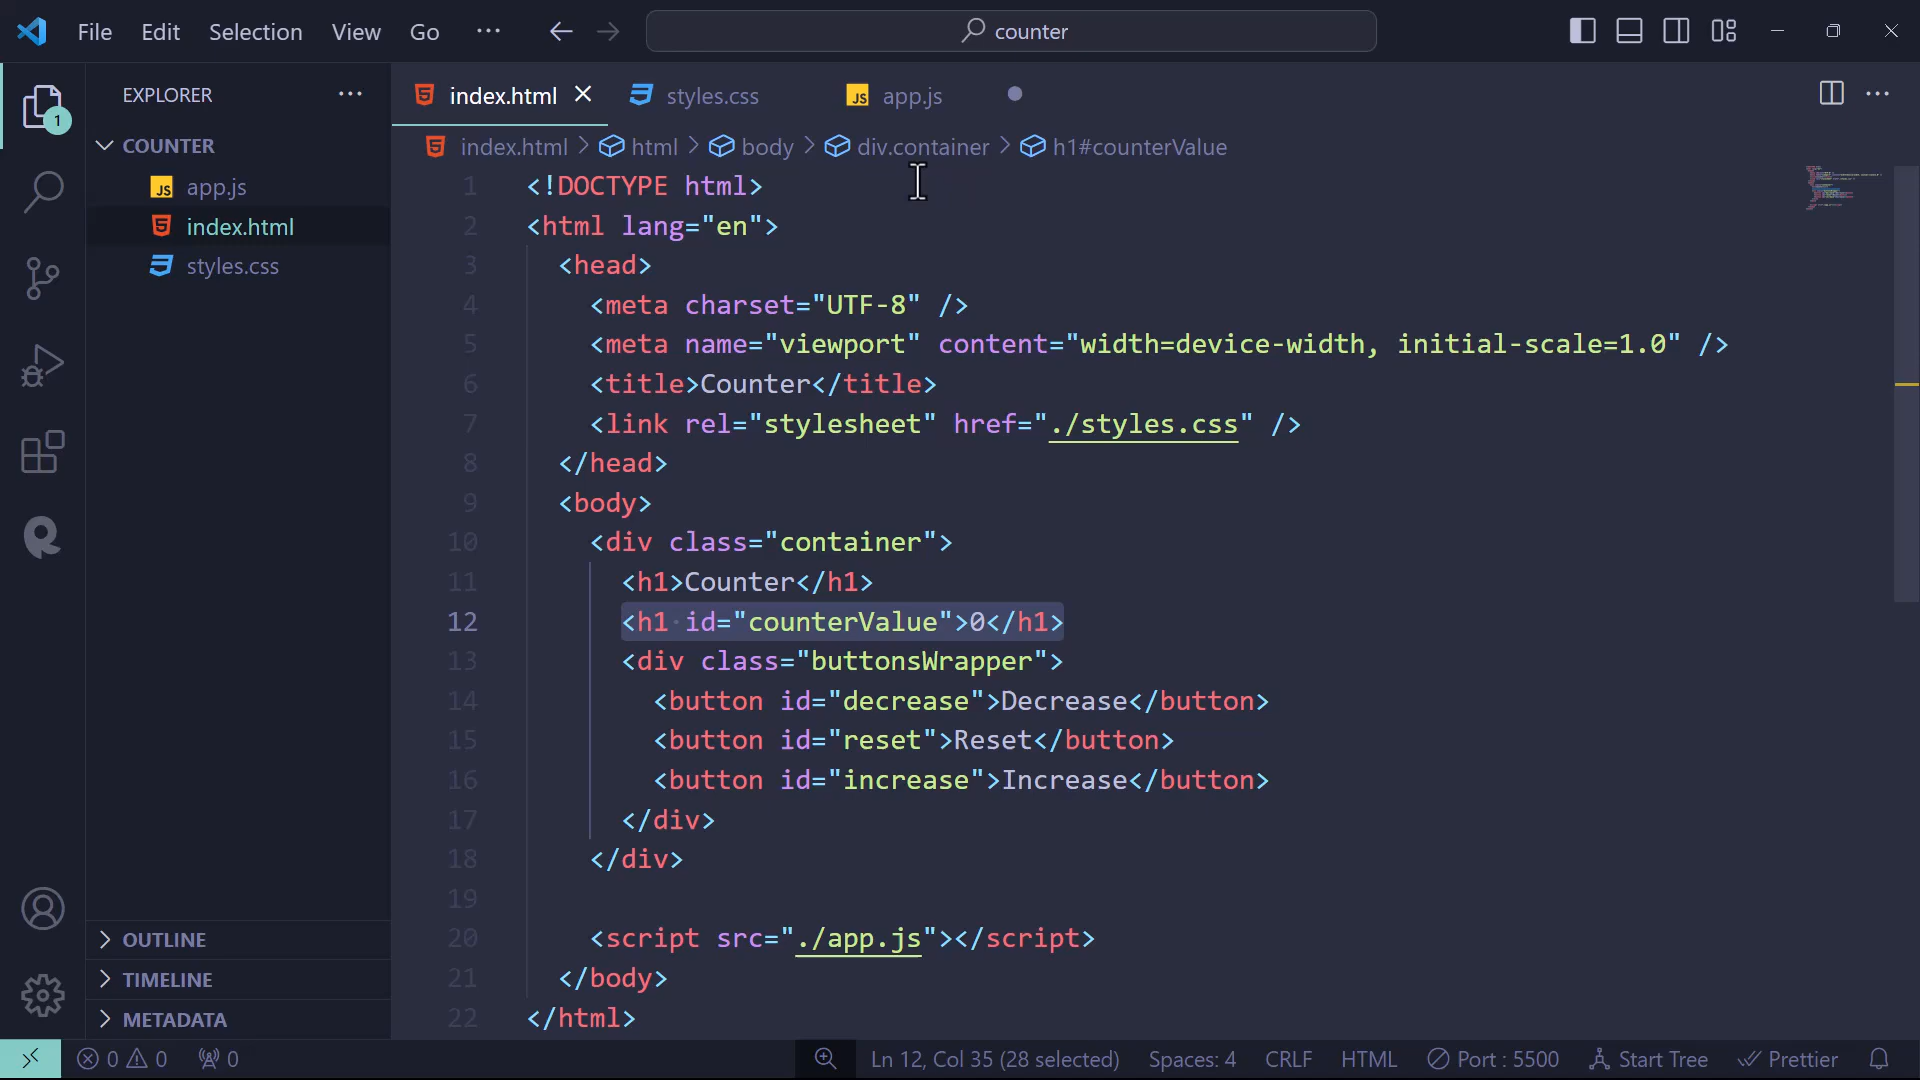 File Edit Selection View Go ··· counter
EXPLORER ···
index.html styles.css JS app.js ···
1
COUNTER
JS app.js
index.html
styles.css
index.html > html > body > div.container > h1#counterValue
1 <!DOCTYPE html>
2 <html lang="en">
3 <head>
4 <meta charset="UTF-8" />
5 <meta name="viewport" content="width=device-width, initial-scale=1.0" />
6 <title>Counter</title>
7 <link rel="stylesheet" href="./styles.css" />
8 </head>
9 <body>
10 <div class="container">
11 <h1>Counter</h1>
12 <h1 id="counterValue">0</h1>
13 <div class="buttonsWrapper">
14 <button id="decrease">Decrease</button>
15 <button id="reset">Reset</button>
16 <button id="increase">Increase</button>
17 </div>
18 </div>
19
20 <script src="./app.js"></script>
21 </body>
22 </html>
OUTLINE
TIMELINE
METADATA
0 0 0 Ln 12, Col 35 (28 selected) Spaces: 4 CRLF HTML Port : 5500 Start Tree Prettier